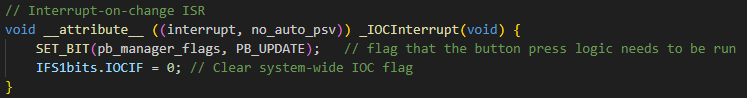 // Interrupt-on-change ISR
void __attribute__ ((interrupt, no_auto_psv)) _IOCInterrupt(void) {
    SET_BIT(pb_manager_flags, PB_UPDATE);   // flag that the button press logic needs to be run
    IFS1bits.IOCIF = 0; // Clear system-wide IOC flag
}